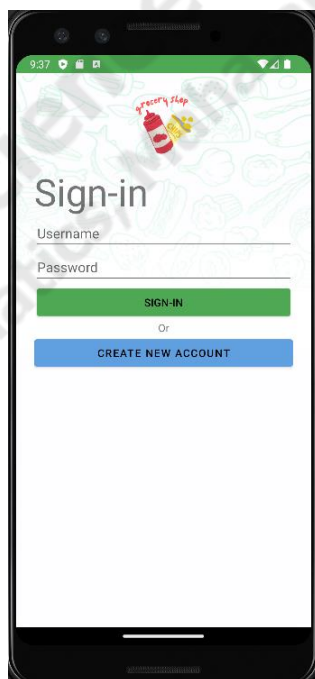 9:37
grocery shop
Sign-in
Username
Password
SIGN-IN
Or
CREATE NEW ACCOUNT